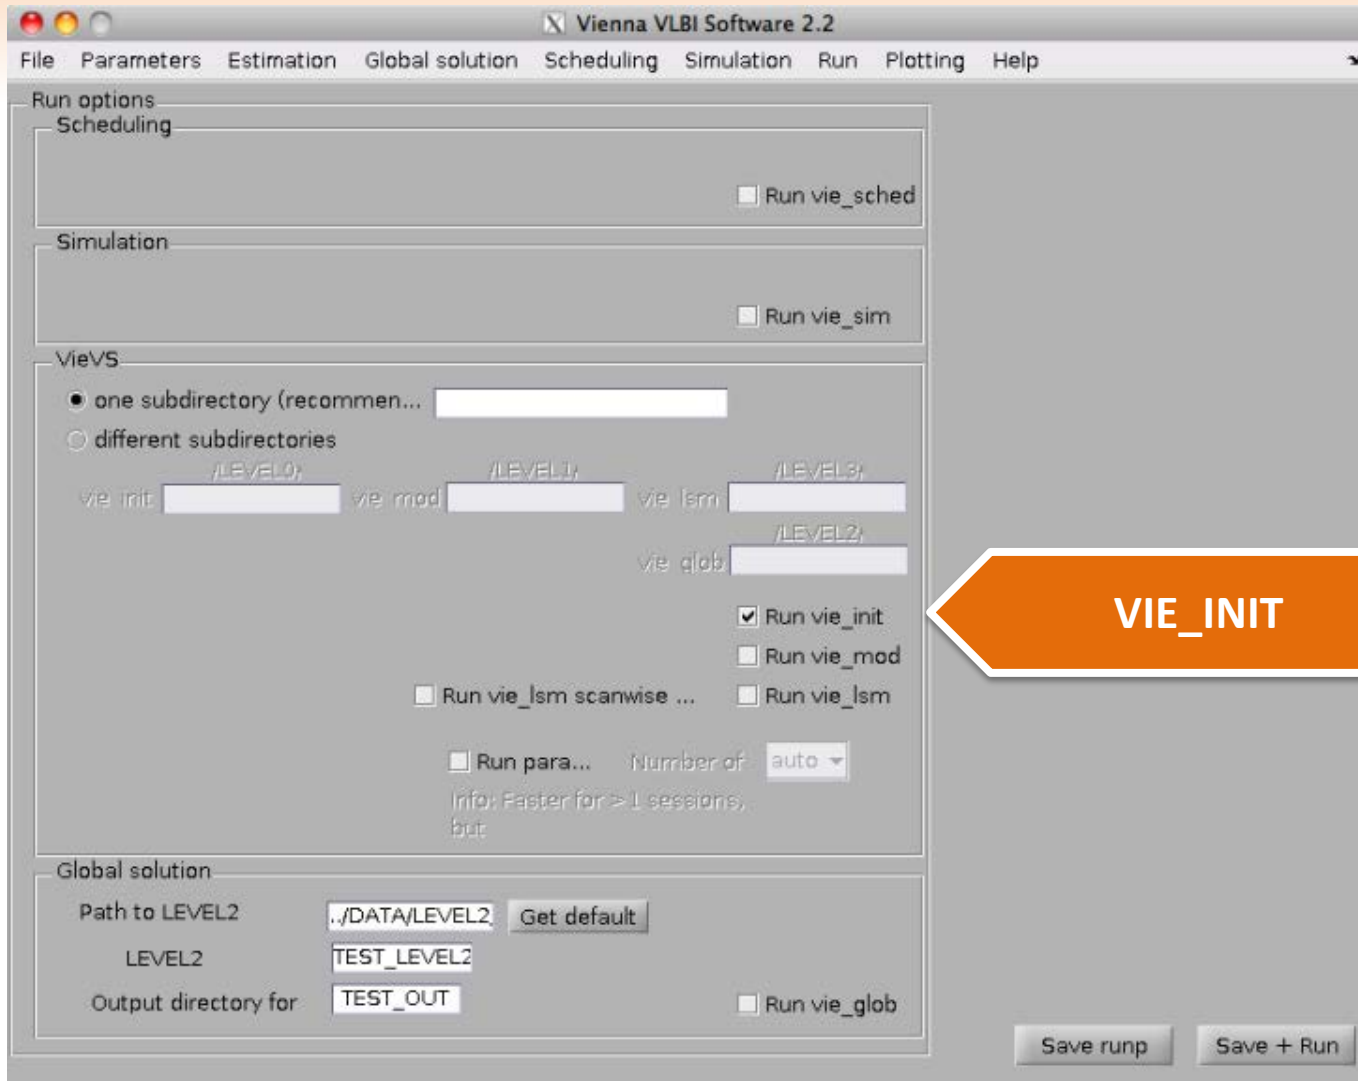 Vienna VLBI Software 2.2
File Parameters Estimation Global solution Scheduling Simulation Run Plotting Help
Run options
Scheduling
Run vie_sched
Simulation
Run vie_sim
VieVS
one subdirectory (recommen...
different subdirectories
/LEVEL0/ /LEVEL1/ /LEVEL3/
vie_init vie_mod vie_lsm
/LEVEL2/
vie_glob
Run vie_init
VIE_INIT
Run vie_mod
Run vie_lsm scanwise ... Run vie_lsm
Run para... Number of auto
Info: Faster for > 1 sessions,
but
Global solution
Path to LEVEL2 ../DATA/LEVEL2 Get default
LEVEL2 TEST_LEVEL2
Output directory for TEST_OUT Run vie_glob
Save runp Save + Run